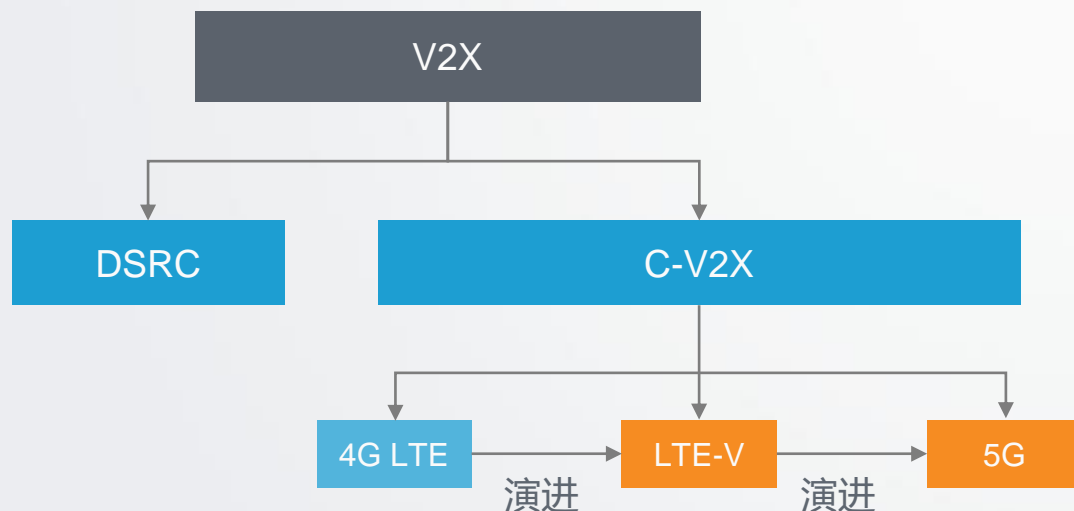 V2X
DSRC
C-V2X
4G LTE
LTE-V
5G
演进
演进